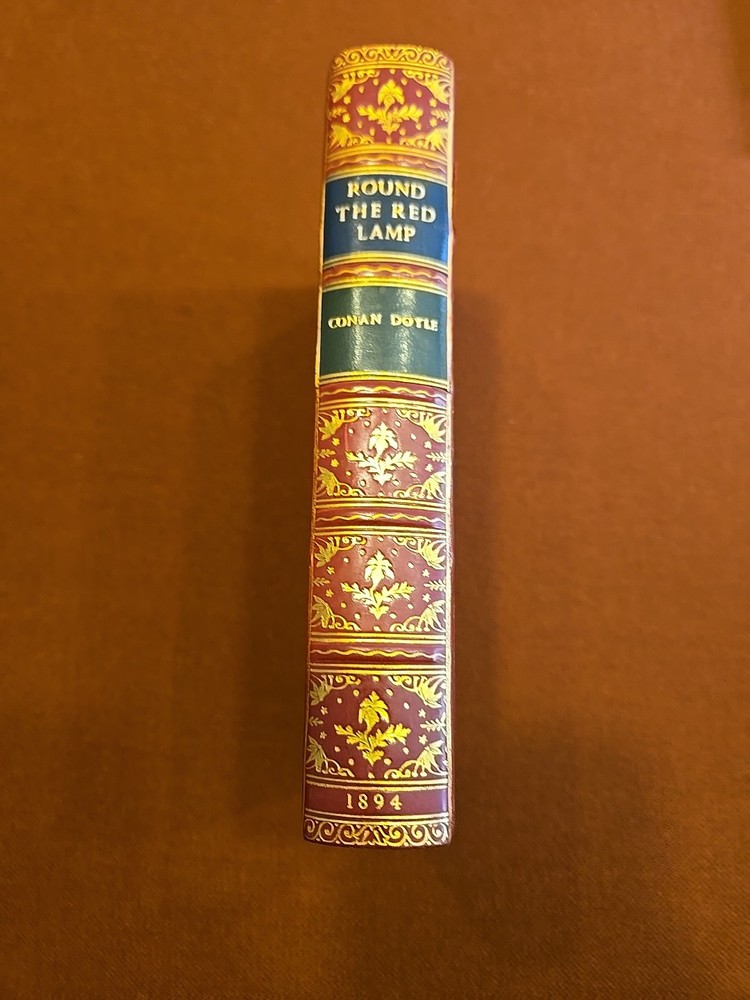 ROUND
THE RED
LAMP
CONAN DOYLE
1894